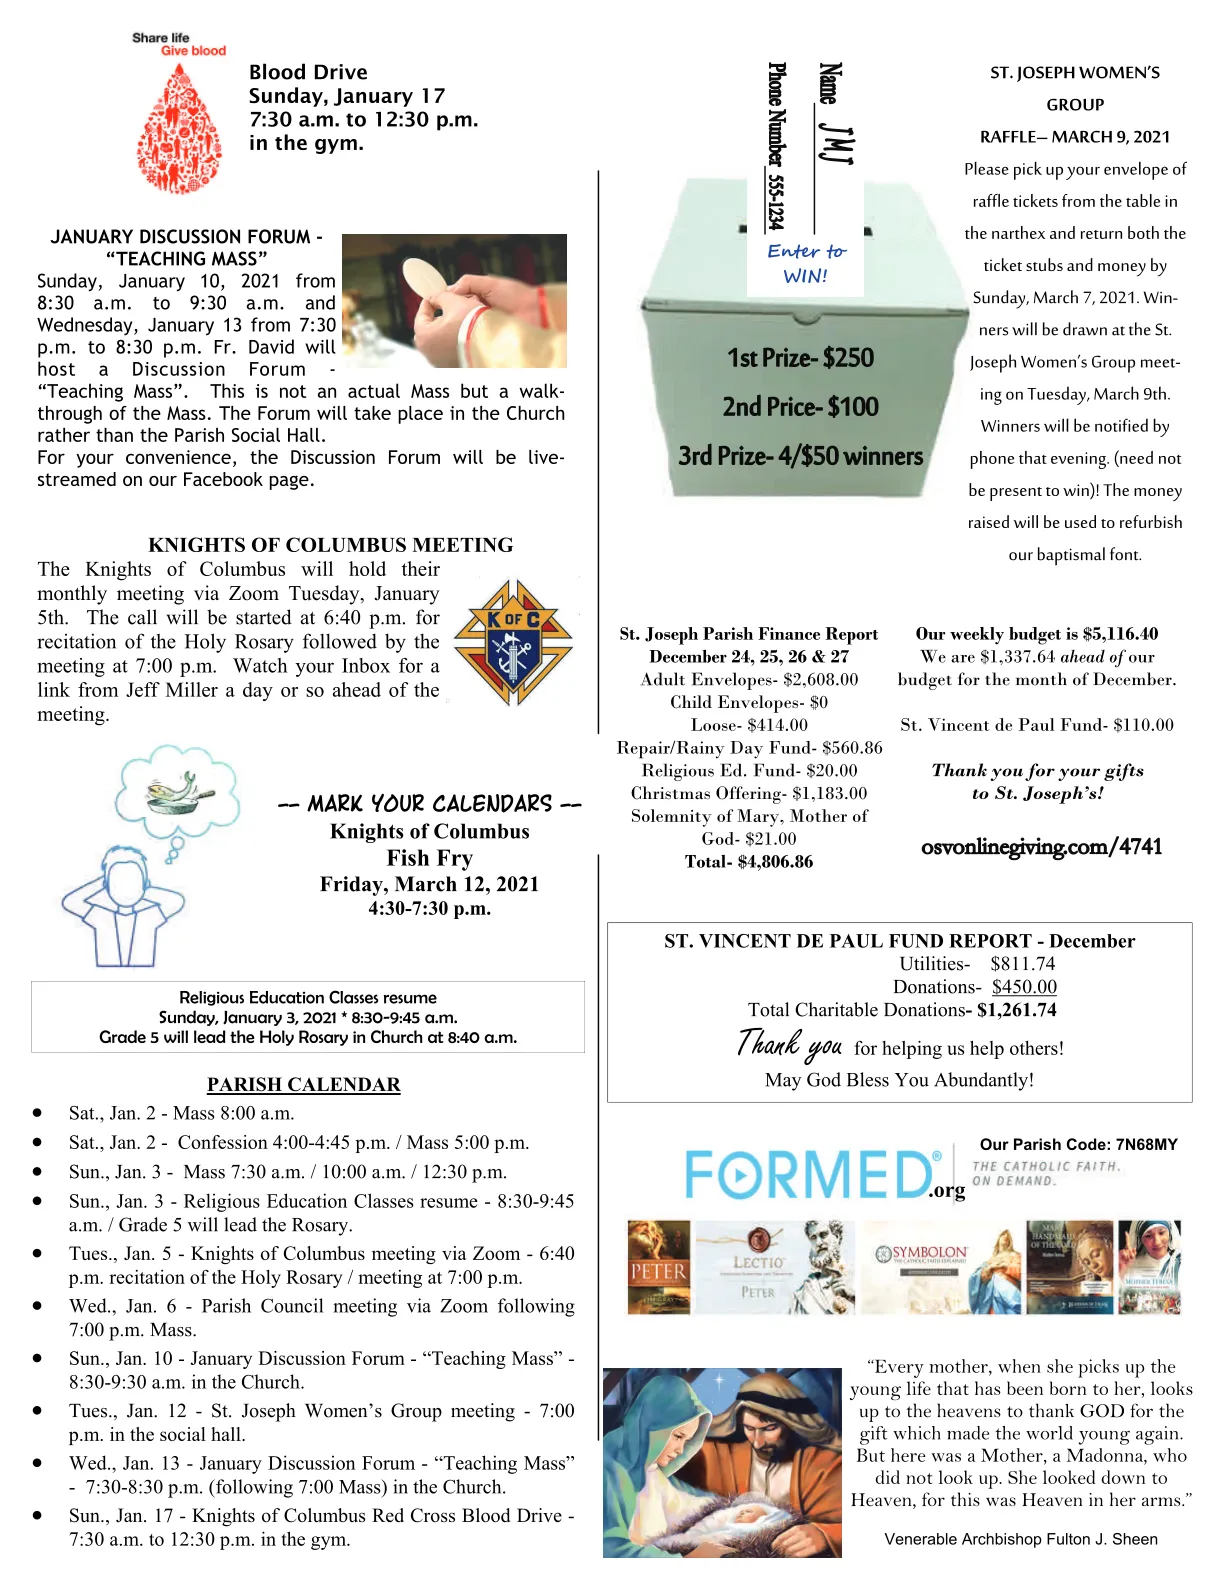 Share life
Give blood
Blood Drive
Sunday, January 17
7:30 a.m. to 12:30 p.m.
in the gym.
JANUARY DISCUSSION FORUM -
“TEACHING MASS”
Sunday, January 10, 2021 from
8:30 a.m. to 9:30 a.m. and
Wednesday, January 13 from 7:30
p.m. to 8:30 p.m. Fr. David will
host a Discussion Forum -
“Teaching Mass”. This is not an actual Mass but a walk-
through of the Mass. The Forum will take place in the Church
rather than the Parish Social Hall.
For your convenience, the Discussion Forum will be live-
streamed on our Facebook page.
KNIGHTS OF COLUMBUS MEETING
The Knights of Columbus will hold their
monthly meeting via Zoom Tuesday, January
5th. The call will be started at 6:40 p.m. for
recitation of the Holy Rosary followed by the
meeting at 7:00 p.m. Watch your Inbox for a
link from Jeff Miller a day or so ahead of the
meeting.
K OF C
-- MARK YOUR CALENDARS --
Knights of Columbus
Fish Fry
Friday, March 12, 2021
4:30-7:30 p.m.
Religious Education Classes resume
Sunday, January 3, 2021 * 8:30-9:45 a.m.
Grade 5 will lead the Holy Rosary in Church at 8:40 a.m.
PARISH CALENDAR
• Sat., Jan. 2 - Mass 8:00 a.m.
• Sat., Jan. 2 - Confession 4:00-4:45 p.m. / Mass 5:00 p.m.
• Sun., Jan. 3 - Mass 7:30 a.m. / 10:00 a.m. / 12:30 p.m.
• Sun., Jan. 3 - Religious Education Classes resume - 8:30-9:45
a.m. / Grade 5 will lead the Rosary.
• Tues., Jan. 5 - Knights of Columbus meeting via Zoom - 6:40
p.m. recitation of the Holy Rosary / meeting at 7:00 p.m.
• Wed., Jan. 6 - Parish Council meeting via Zoom following
7:00 p.m. Mass.
• Sun., Jan. 10 - January Discussion Forum - “Teaching Mass” -
8:30-9:30 a.m. in the Church.
• Tues., Jan. 12 - St. Joseph Women’s Group meeting - 7:00
p.m. in the social hall.
• Wed., Jan. 13 - January Discussion Forum - “Teaching Mass”
- 7:30-8:30 p.m. (following 7:00 Mass) in the Church.
• Sun., Jan. 17 - Knights of Columbus Red Cross Blood Drive -
7:30 a.m. to 12:30 p.m. in the gym.
Name JMJ
Phone Number 555-1234
Enter to
WIN!
1st Prize- $250
2nd Price- $100
3rd Prize- 4/$50 winners
ST. JOSEPH WOMEN’S
GROUP
RAFFLE– MARCH 9, 2021
Please pick up your envelope of
raffle tickets from the table in
the narthex and return both the
ticket stubs and money by
Sunday, March 7, 2021. Win-
ners will be drawn at the St.
Joseph Women’s Group meet-
ing on Tuesday, March 9th.
Winners will be notified by
phone that evening. (need not
be present to win)! The money
raised will be used to refurbish
our baptismal font.
St. Joseph Parish Finance Report
December 24, 25, 26 & 27
Adult Envelopes- $2,608.00
Child Envelopes- $0
Loose- $414.00
Repair/Rainy Day Fund- $560.86
Religious Ed. Fund- $20.00
Christmas Offering- $1,183.00
Solemnity of Mary, Mother of
God- $21.00
Total- $4,806.86
Our weekly budget is $5,116.40
We are $1,337.64 ahead of our
budget for the month of December.
St. Vincent de Paul Fund- $110.00
Thank you for your gifts
to St. Joseph’s!
osvonlinegiving.com/4741
ST. VINCENT DE PAUL FUND REPORT - December
Utilities- $811.74
Donations- $450.00
Total Charitable Donations- $1,261.74
Thank you for helping us help others!
May God Bless You Abundantly!
Our Parish Code: 7N68MY
FORMED® .org
THE CATHOLIC FAITH.
ON DEMAND.
PETER
LECTIO
PETER
SYMBOLON
MARY
HANDMAID
OF THE LORD
MOTHER TERESA
“Every mother, when she picks up the
young life that has been born to her, looks
up to the heavens to thank GOD for the
gift which made the world young again.
But here was a Mother, a Madonna, who
did not look up. She looked down to
Heaven, for this was Heaven in her arms.”
Venerable Archbishop Fulton J. Sheen